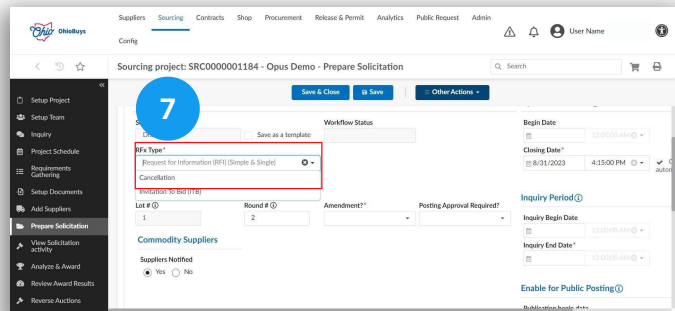 Suppliers Sourcing Contracts Shop Procurement Release & Permit Analytics Public Request Admin
Config
Ohio OhioBuys
User Name
Sourcing project: SRC0000001184 - Opus Demo - Prepare Solicitation
Search
Save & Close Save Other Actions
7
Setup Project
Setup Team
Inquiry
Project Schedule
Requirements
Gathering
Setup Documents
Add Suppliers
Prepare Solicitation
View Solicitation
activity
Analyze & Award
Review Award Results
Reverse Auctions
Save as a template
Workflow Status
RFx Type*
Request for Information (RFI) (Simple & Single)
Cancellation
Invitation To Bid (ITB)
Lot # Round # Amendment?* Posting Approval Required?
1 2
Commodity Suppliers
Suppliers Notified
Yes No
Begin Date
12:00:00 AM
Closing Date*
8/31/2023 4:15:00 PM
Inquiry Period
Inquiry Begin Date
12:00:00 AM
Inquiry End Date*
12:00:00 AM
Enable for Public Posting
Publication begin date